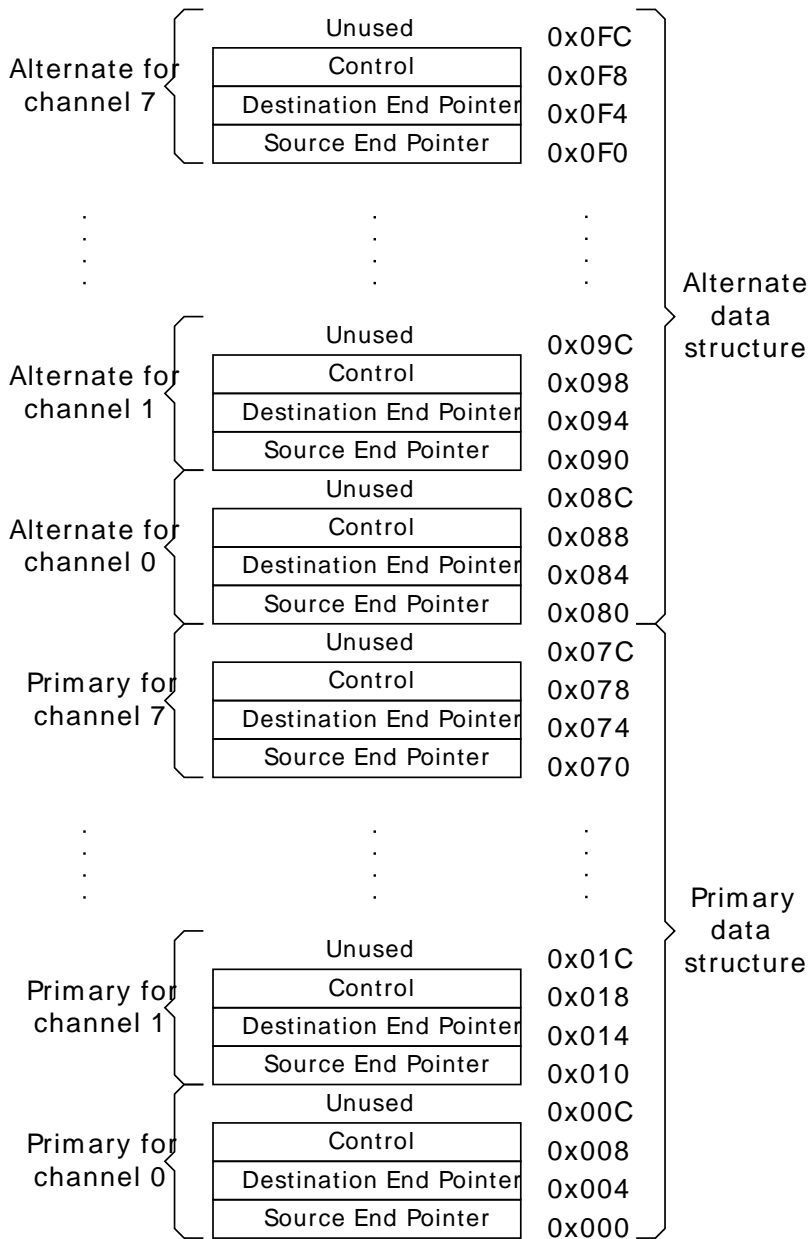 Unused 0x0FC
Alternate for channel 7
Control 0x0F8
Destination End Pointer 0x0F4
Source End Pointer 0x0F0
. . .
. . .
. . .
. . .
Alternate data structure
Unused 0x09C
Alternate for channel 1
Control 0x098
Destination End Pointer 0x094
Source End Pointer 0x090
Unused 0x08C
Alternate for channel 0
Control 0x088
Destination End Pointer 0x084
Source End Pointer 0x080
Unused 0x07C
Primary for channel 7
Control 0x078
Destination End Pointer 0x074
Source End Pointer 0x070
. . .
. . .
. . .
. . .
Primary data structure
Unused 0x01C
Primary for channel 1
Control 0x018
Destination End Pointer 0x014
Source End Pointer 0x010
Unused 0x00C
Primary for channel 0
Control 0x008
Destination End Pointer 0x004
Source End Pointer 0x000